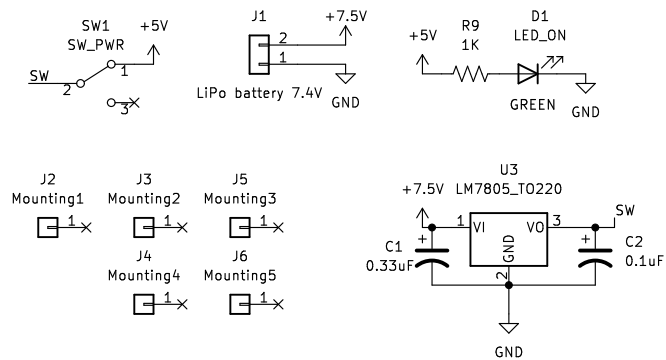 SW1
SW_PWR
+5V
SW
2
1
3
J1
+7.5V
2
1
LiPo battery 7.4V
GND
+5V
R9
1K
D1
LED_ON
GREEN
GND
J2
Mounting1
1
J3
Mounting2
1
J5
Mounting3
1
J4
Mounting4
1
J6
Mounting5
1
U3
LM7805_TO220
+7.5V
1
VI
VO
3
SW
GND
2
+
C1
0.33uF
+
C2
0.1uF
GND